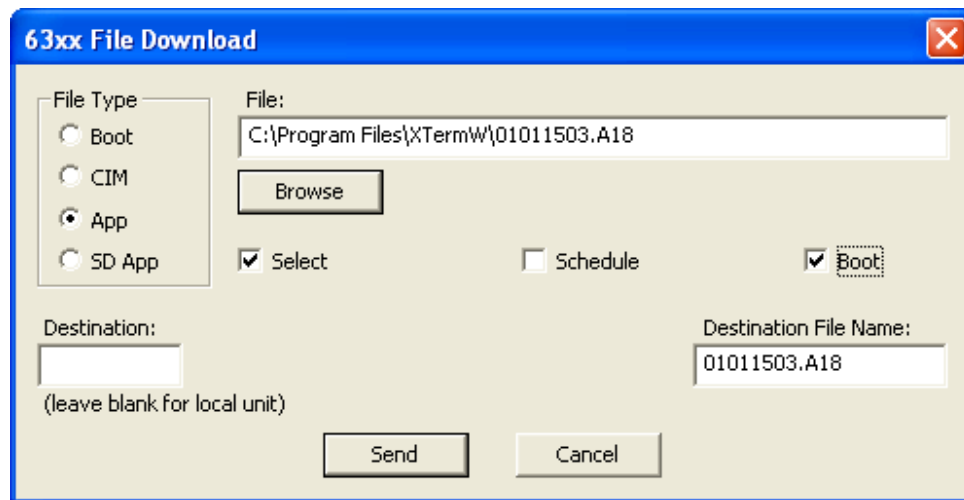 63xx File Download
File Type
Boot
CIM
App
SD App
File:
C:\Program Files\XTermW\01011503.A18
Browse
Select
Schedule
Boot
Destination:
(leave blank for local unit)
Destination File Name:
01011503.A18
Send
Cancel